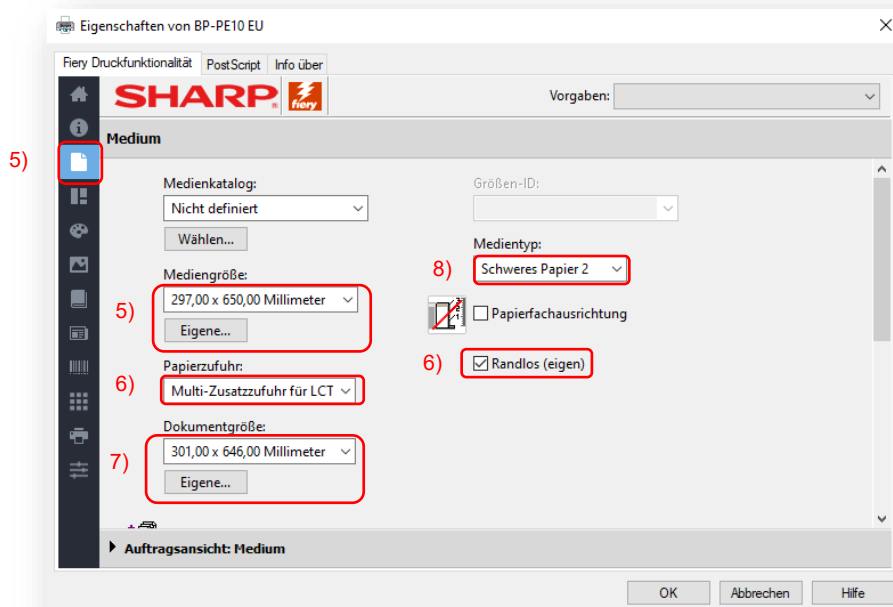 Eigenschaften von BP-PE10 EU
Fiery Druckfunktionalität PostScript Info über
SHARP fiery Vorgaben:
Medium
5)
Medienkatalog: Größen-ID:
Nicht definiert
Wählen...
Medientyp:
8) Schweres Papier 2
Mediengröße:
5) 297,00 x 650,00 Millimeter
Papierfachausrichtung
Eigene...
6) Randlos (eigen)
Papierzufuhr:
6) Multi-Zusatzzufuhr für LCT
Dokumentgröße:
7) 301,00 x 646,00 Millimeter
Eigene...
Auftragsansicht: Medium
OK Abbrechen Hilfe